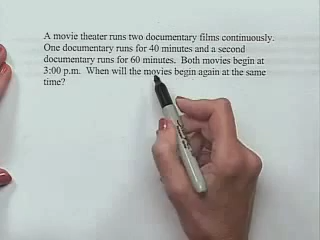 A movie theater runs two documentary films continuously.
One documentary runs for 40 minutes and a second
documentary runs for 60 minutes.  Both movies begin at
3:00 p.m.  When will the movies begin again at the same
time?